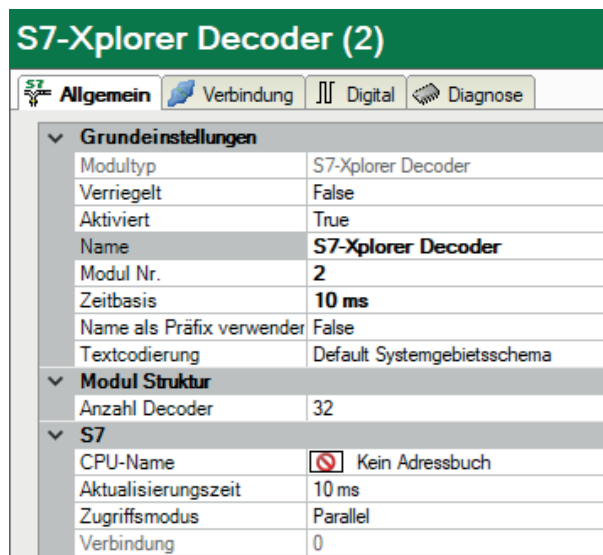 S7-Xplorer Decoder (2)
S7 Allgemein Verbindung Digital Diagnose
Grundeinstellungen
Modultyp S7-Xplorer Decoder
Verriegelt False
Aktiviert True
Name S7-Xplorer Decoder
Modul Nr. 2
Zeitbasis 10 ms
Name als Präfix verwender False
Textcodierung Default Systemgebietsschema
Modul Struktur
Anzahl Decoder 32
S7
CPU-Name Kein Adressbuch
Aktualisierungszeit 10 ms
Zugriffsmodus Parallel
Verbindung 0